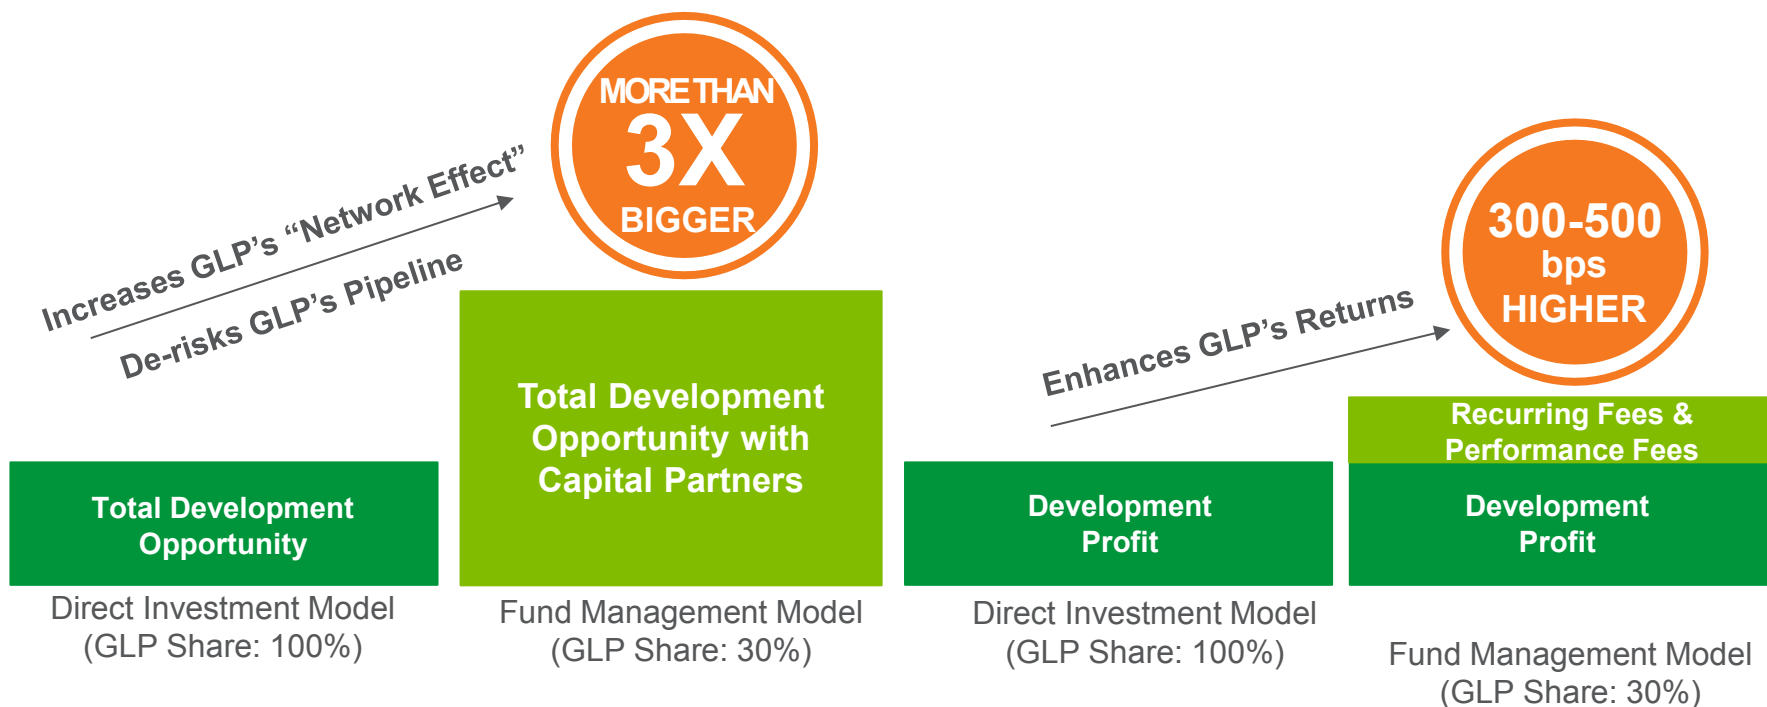 MORE THAN
3X
BIGGER
Increases GLP’s “Network Effect”
De-risks GLP’s Pipeline
Total Development
Opportunity with
Capital Partners
Total Development
Opportunity
Direct Investment Model
(GLP Share: 100%)
Fund Management Model
(GLP Share: 30%)
300-500
bps
HIGHER
Enhances GLP’s Returns
Recurring Fees &
Performance Fees
Development
Profit
Development
Profit
Direct Investment Model
(GLP Share: 100%)
Fund Management Model
(GLP Share: 30%)